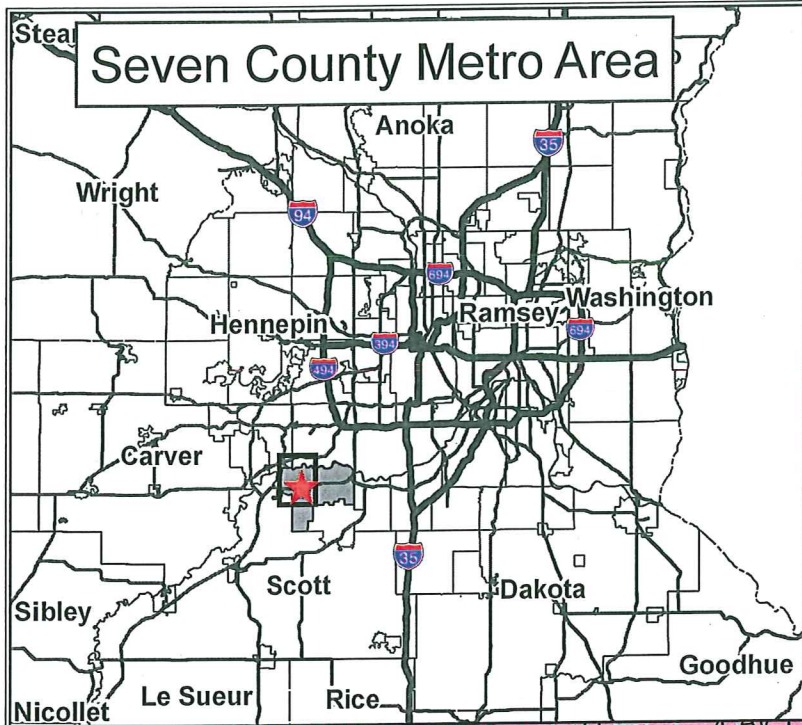 Stear
Seven County Metro Area
Anoka
35
Wright
94
694
Washington
Ramsey
Hennepin
394
694
494
Carver
35
Scott
Dakota
Sibley
Goodhue
Le Sueur
Rice
Nicollet